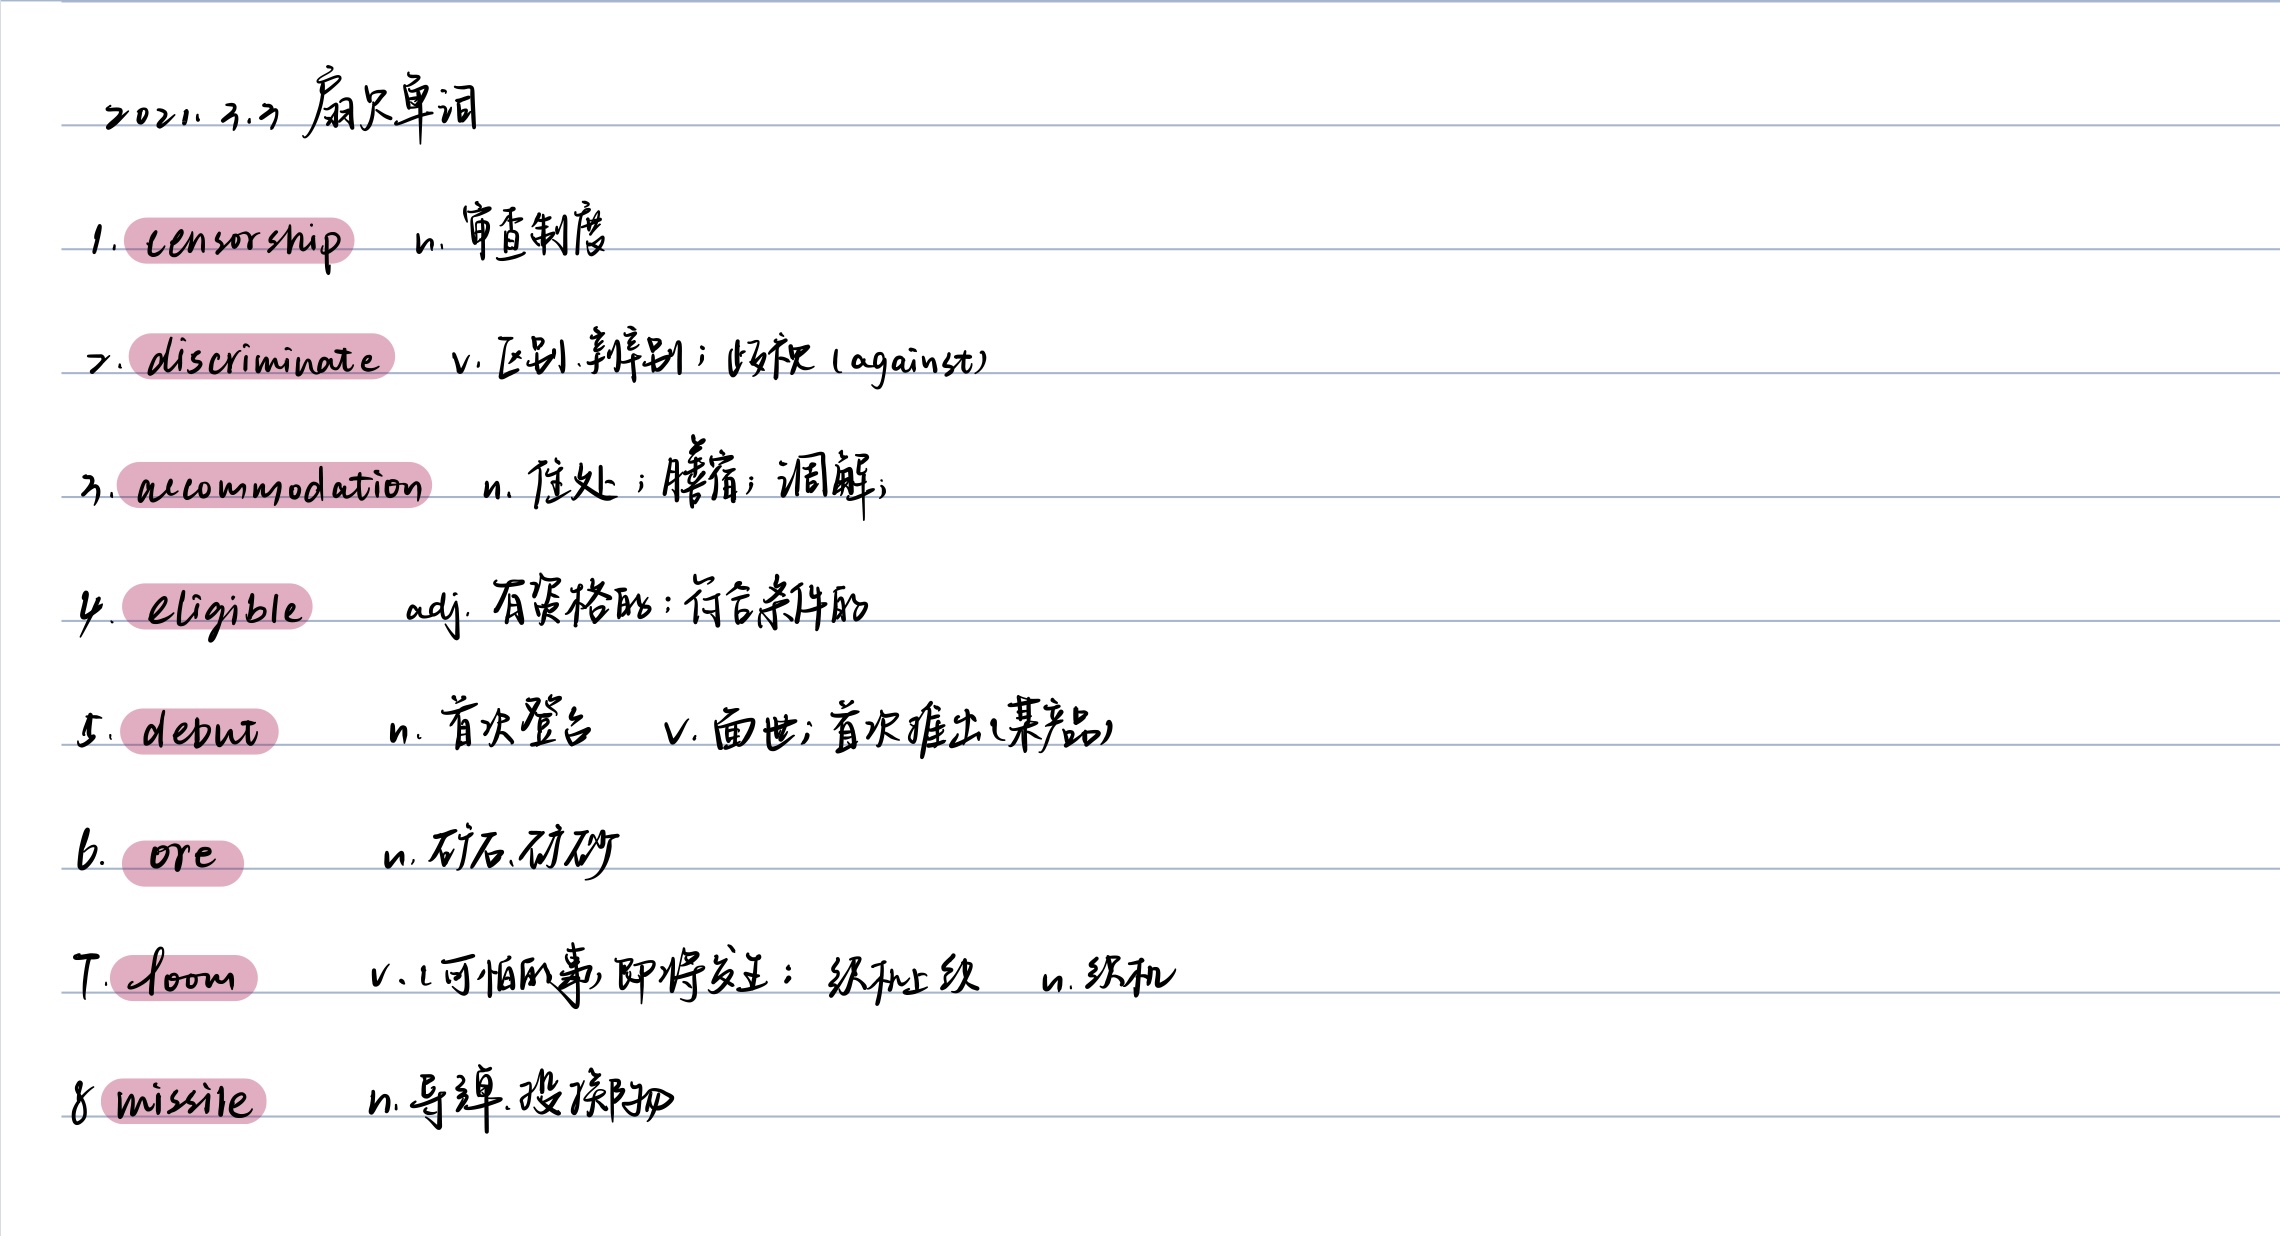 2021.3.3 扇贝单词
1. censorship n. 审查制度
2. discriminate v. 区别、辨别；歧视 (against)
3. accommodation n. 住处；膳宿；调解；
4. eligible adj. 有资格的；符合条件的
5. debut n. 首次登台 v. 面世；首次推出(某产品)
6. ore n. 矿石、矿砂
7. loom v. (可怕的事)即将发生；织机上织 n. 织机
8 missile n. 导弹、投掷物